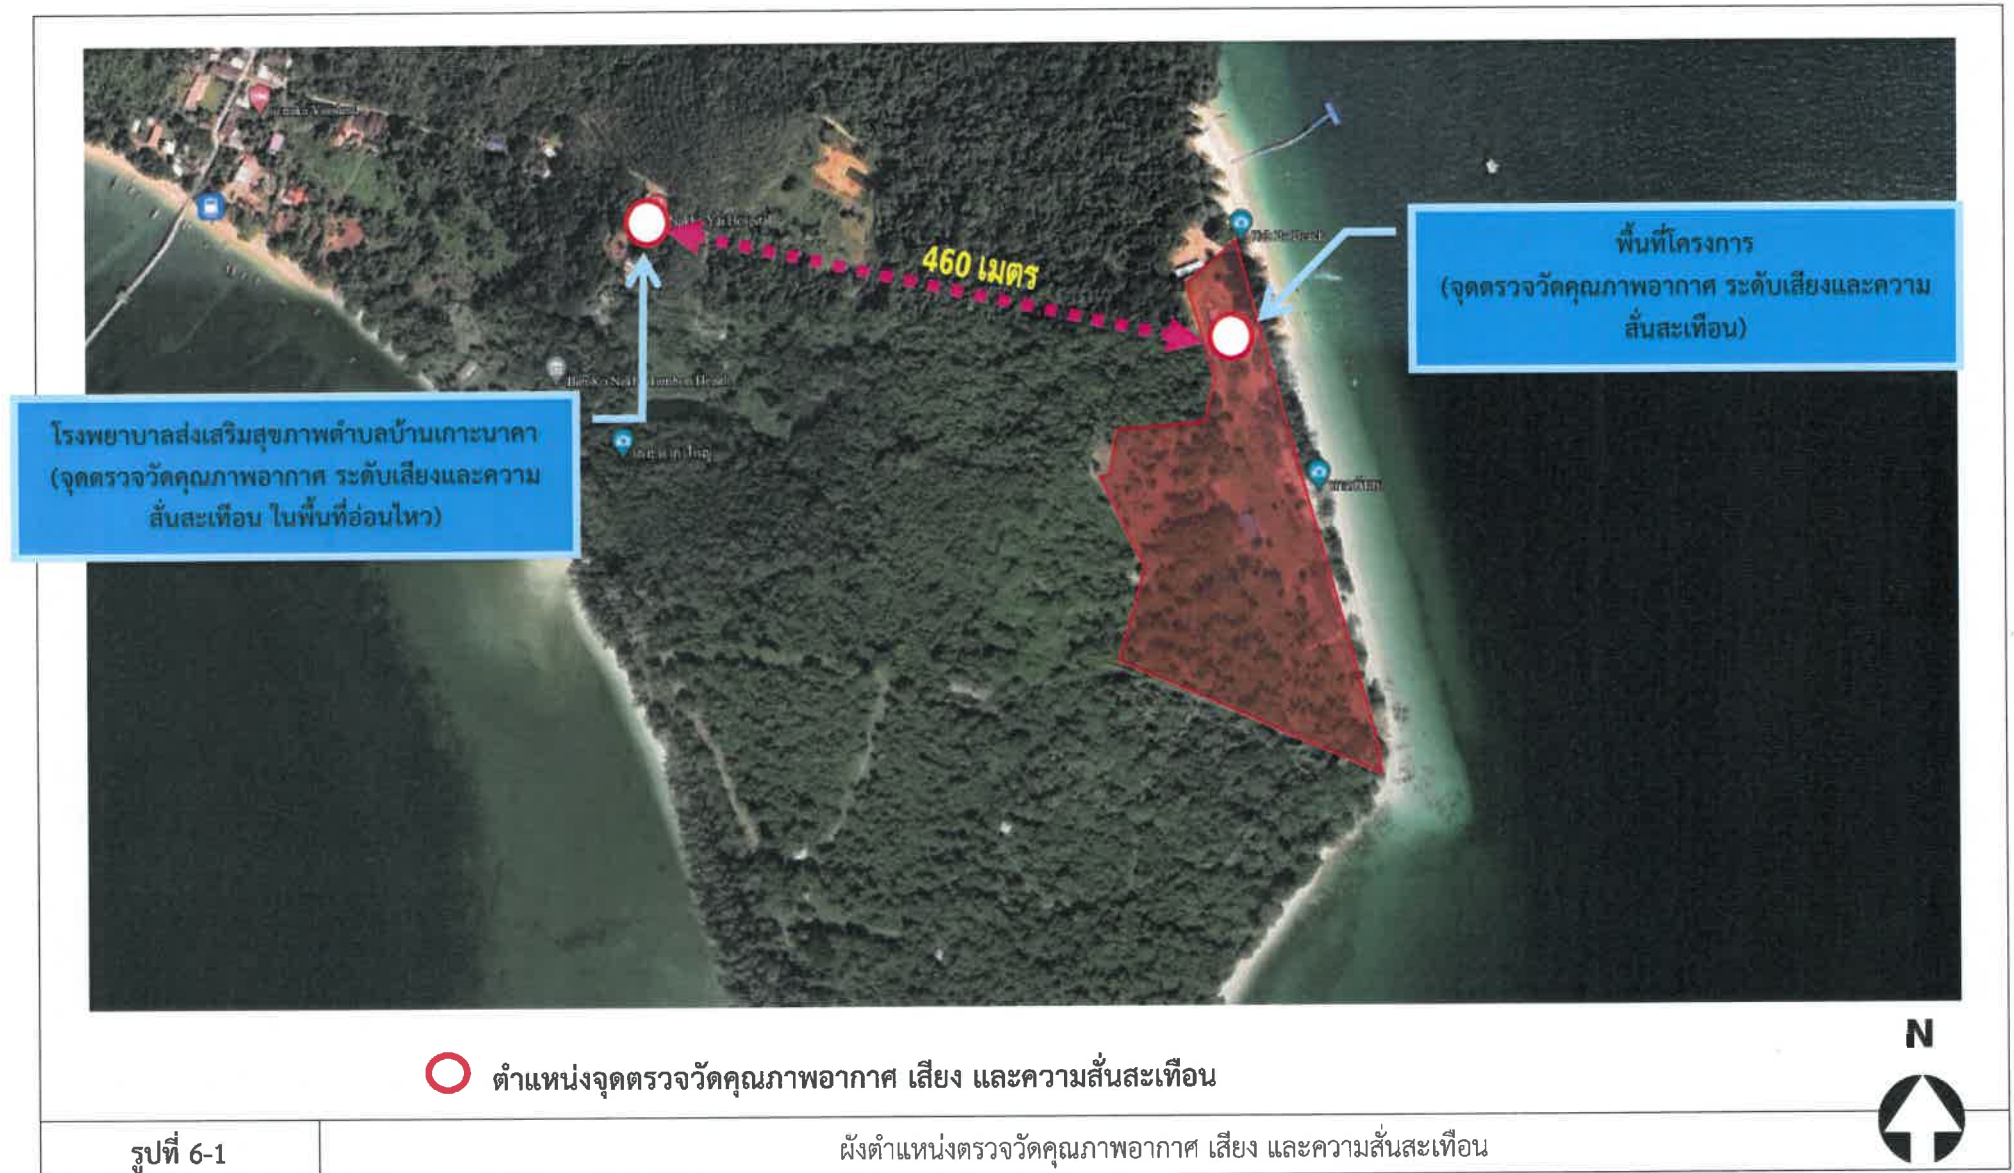 460 เมตร
พื้นที่โครงการ
(จุดตรวจวัดคุณภาพอากาศ ระดับเสียงและความ
สั่นสะเทือน)
โรงพยาบาลส่งเสริมสุขภาพตำบลบ้านเกาะนาคา
(จุดตรวจวัดคุณภาพอากาศ ระดับเสียงและความ
สั่นสะเทือน ในพื้นที่อ่อนไหว)
N
ตำแหน่งจุดตรวจวัดคุณภาพอากาศ เสียง และความสั่นสะเทือน
รูปที่ 6-1
ผังตำแหน่งตรวจวัดคุณภาพอากาศ เสียง และความสั่นสะเทือน